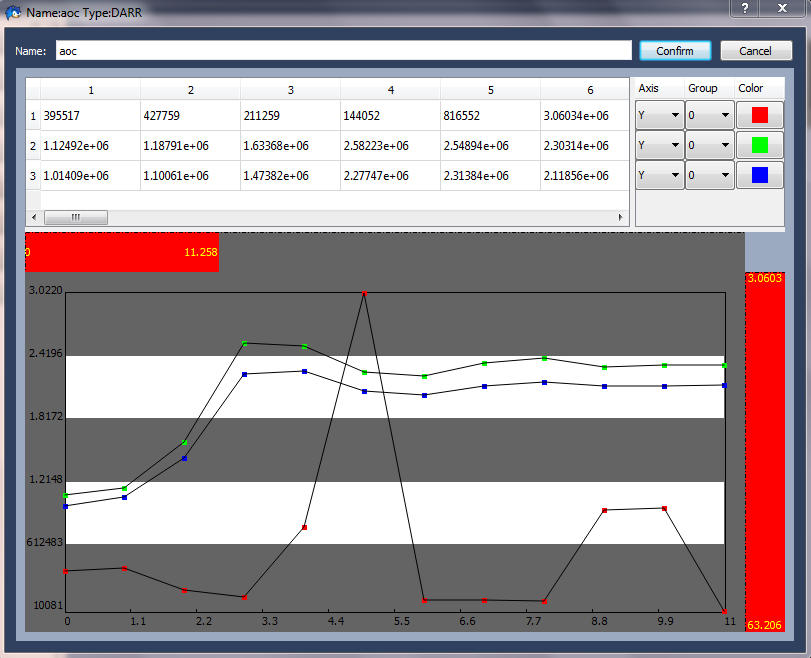 Name:aoc Type:DARR
?
Name: aoc Confirm Cancel
1 2 3 4 5 6 Axis Group Color
1 395517 427759 211259 144052 816552 3.06034e+06 Y 0
2 1.12492e+06 1.18791e+06 1.63368e+06 2.58223e+06 2.54894e+06 2.30314e+06 Y 0
3 1.01409e+06 1.10061e+06 1.47382e+06 2.27747e+06 2.31384e+06 2.11856e+06 Y 0
0 11.258
3.0603
3.0220
2.4196
1.8172
1.2148
612483
10081
63.206
0 1.1 2.2 3.3 4.4 5.5 6.6 7.7 8.8 9.9 11